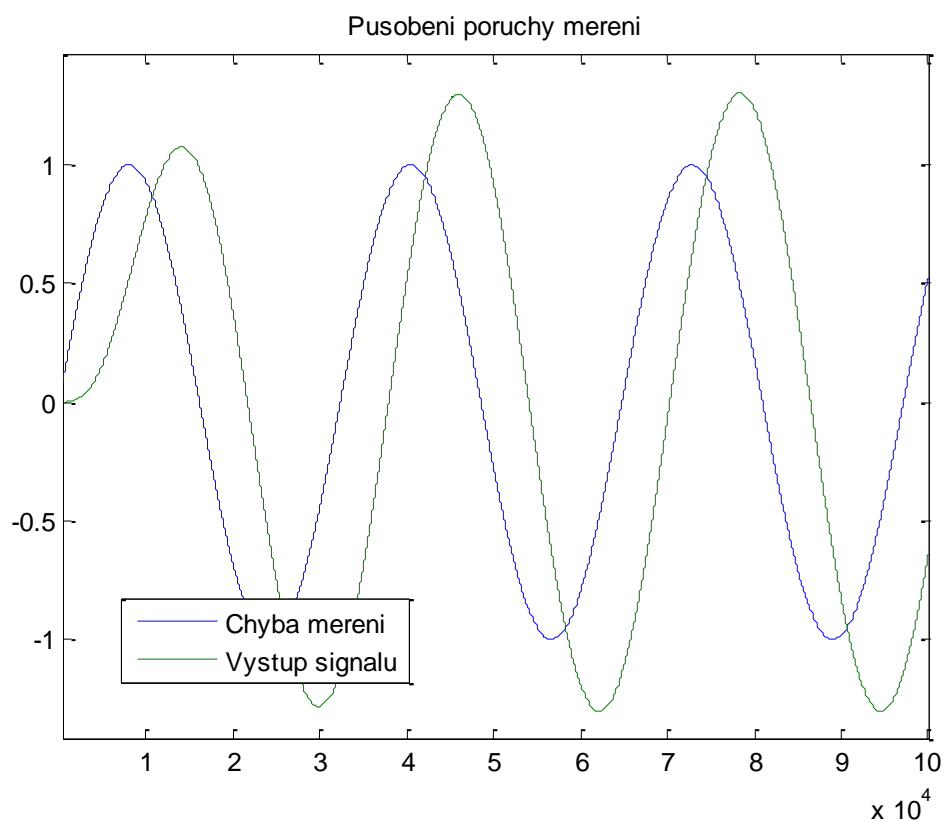 Pusobeni poruchy mereni
1
0.5
0
-0.5
-1
Chyba mereni
Vystup signalu
1 2 3 4 5 6 7 8 9 10
x 10^4